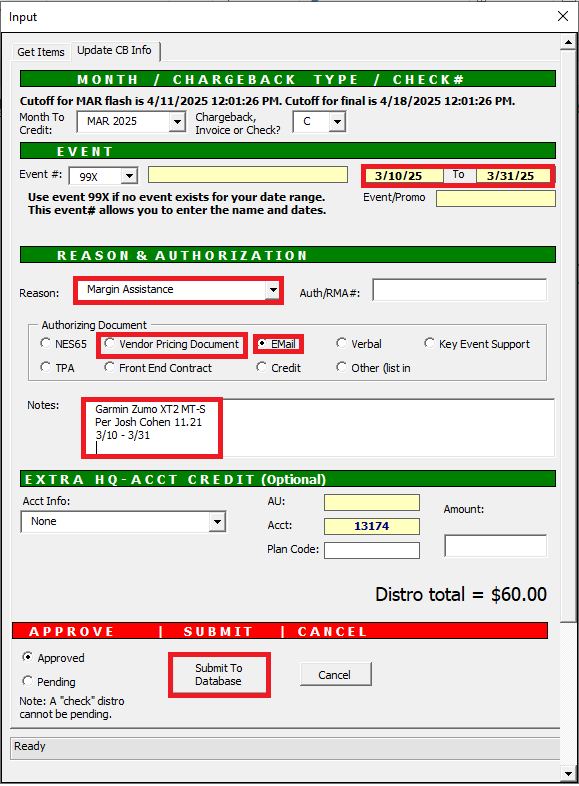 Input
Get Items Update CB Info
MONTH / CHARGEBACK TYPE / CHECK#
Cutoff for MAR flash is 4/11/2025 12:01:26 PM. Cutoff for final is 4/18/2025 12:01:26 PM.
Month To Credit: MAR 2025 Chargeback, Invoice or Check? C
EVENT
Event #: 99X 3/10/25 To 3/31/25
Use event 99X if no event exists for your date range.
This event# allows you to enter the name and dates.
Event/Promo
REASON & AUTHORIZATION
Reason: Margin Assistance Auth/RMA#:
Authorizing Document
NES65 Vendor Pricing Document EMail Verbal Key Event Support
TPA Front End Contract Credit Other (list in
Notes: Garmin Zumo XT2 MT-S
Per Josh Cohen 11.21
3/10 - 3/31
EXTRA HQ-ACCT CREDIT (Optional)
Acct Info: AU: Amount:
None Acct: 13174
Plan Code:
Distro total = $60.00
APPROVE | SUBMIT | CANCEL
Approved
Pending
Submit To
Database
Cancel
Note: A "check" distro
cannot be pending.
Ready